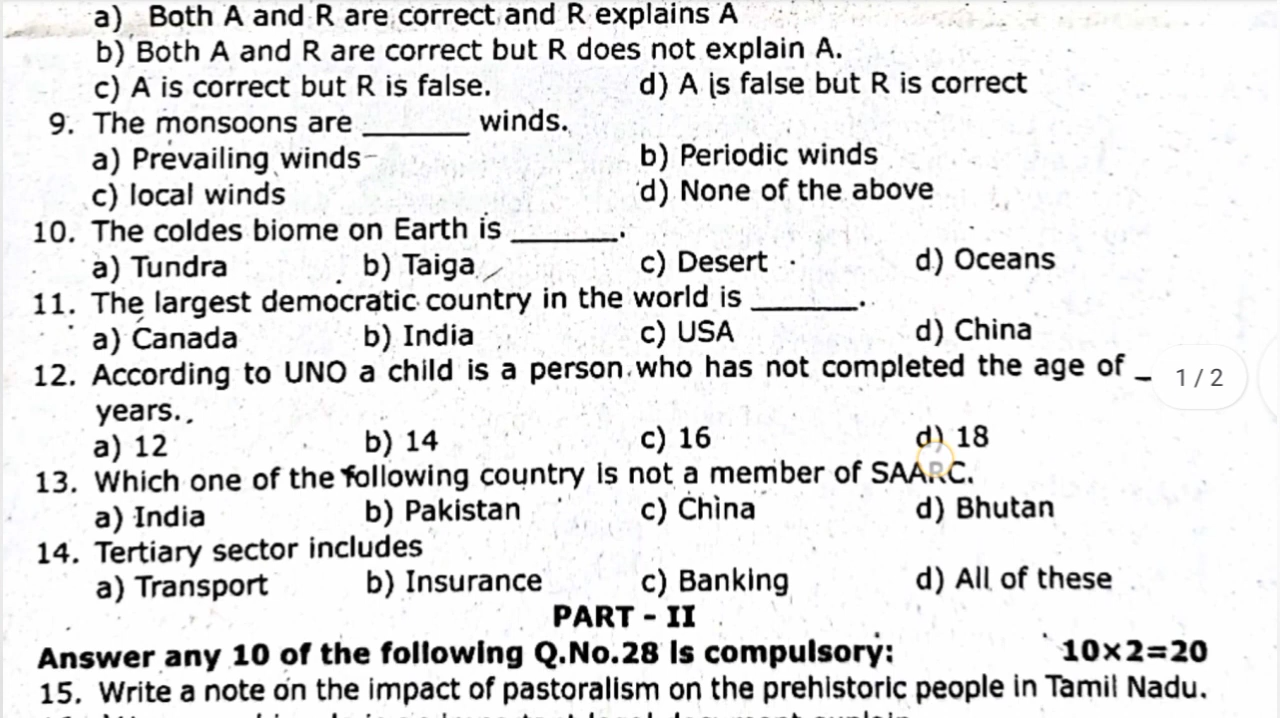 a) Both A and R are correct and R explains A
b) Both A and R are correct but R does not explain A.
c) A is correct but R is false. d) A is false but R is correct
9. The monsoons are ______ winds.
a) Prevailing winds b) Periodic winds
c) local winds d) None of the above
10. The coldes biome on Earth is ______.
a) Tundra b) Taiga c) Desert d) Oceans
11. The largest democratic country in the world is ______.
a) Canada b) India c) USA d) China
12. According to UNO a child is a person who has not completed the age of _
1 / 2
years..
a) 12 b) 14 c) 16 d) 18
13. Which one of the following country is not a member of SAARC.
a) India b) Pakistan c) China d) Bhutan
14. Tertiary sector includes
a) Transport b) Insurance c) Banking d) All of these
PART - II
Answer any 10 of the following Q.No.28 is compulsory: 10×2=20
15. Write a note on the impact of pastoralism on the prehistoric people in Tamil Nadu.